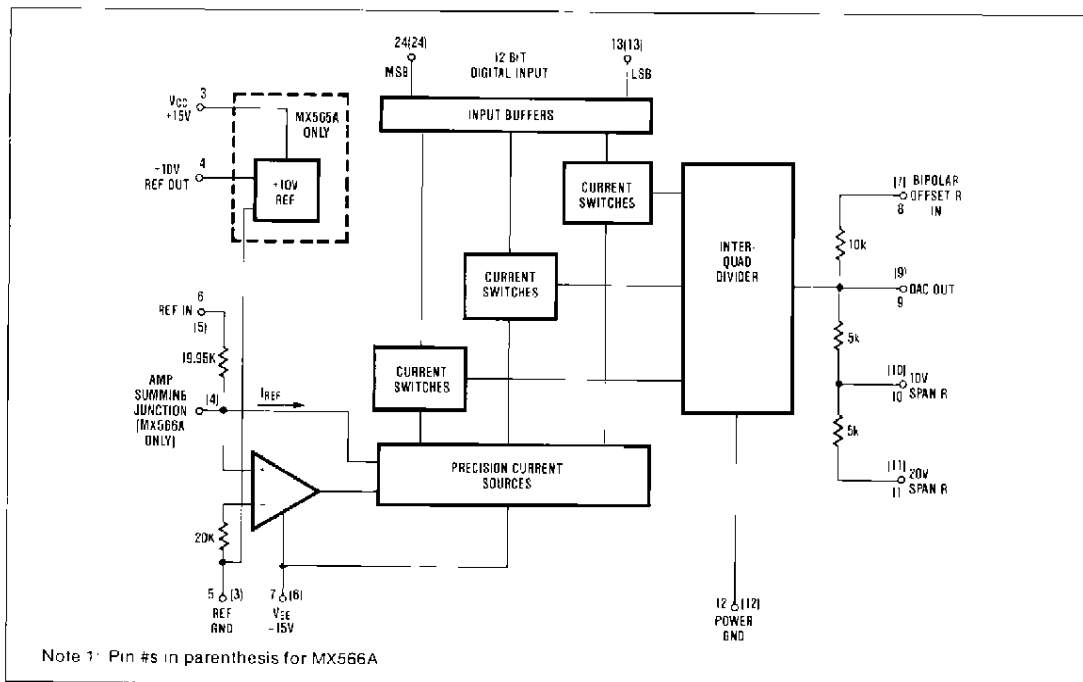 24(24)
MSB
12 BIT
DIGITAL INPUT
13(13)
LSB
INPUT BUFFERS
3
VCC
+15V
MX565A
ONLY
4
-10V
REF OUT
+10V
REF
CURRENT
SWITCHES
CURRENT
SWITCHES
CURRENT
SWITCHES
INTER-
QUAD
DIVIDER
(7) BIPOLAR
OFFSET R
8 IN
10k
(9)
DAC OUT
9
5k
(10) 10V
10 SPAN R
5k
(11) 20V
11 SPAN R
6
REF IN
(5)
19.95K
AMP
SUMMING
JUNCTION
(MX566A
ONLY)
(4)
IREF
PRECISION CURRENT
SOURCES
+
-
20K
5 (3)
REF
GND
7 (6)
VEE
-15V
12 (12)
POWER
GND
Note 1: Pin #s in parenthesis for MX566A